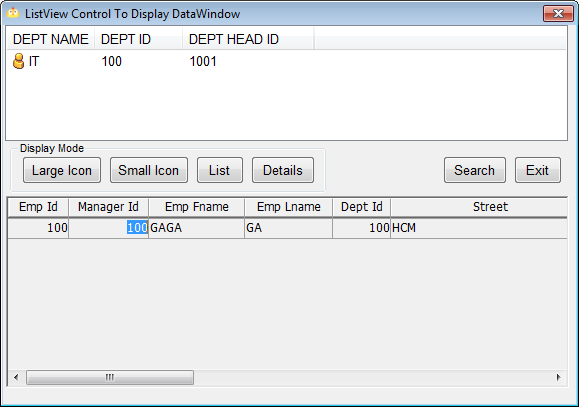 ListView Control To Display DataWindow
DEPT NAME DEPT ID DEPT HEAD ID
IT 100 1001
Display Mode
Large Icon Small Icon List Details Search Exit
Emp Id Manager Id Emp Fname Emp Lname Dept Id Street
100 100 GAGA GA 100 HCM